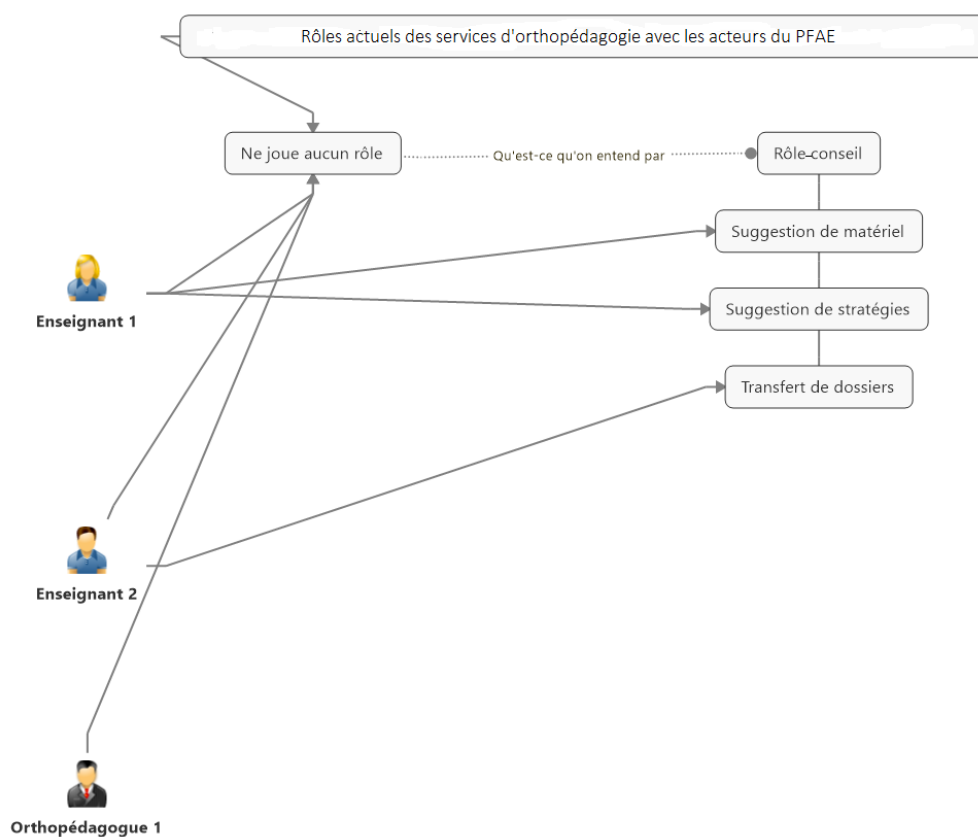 Rôles actuels des services d'orthopédagogie avec les acteurs du PFAE
Ne joue aucun rôle
Qu'est-ce qu'on entend par
Rôle-conseil
Suggestion de matériel
Enseignant 1
Suggestion de stratégies
Transfert de dossiers
Enseignant 2
Orthopédagogue 1